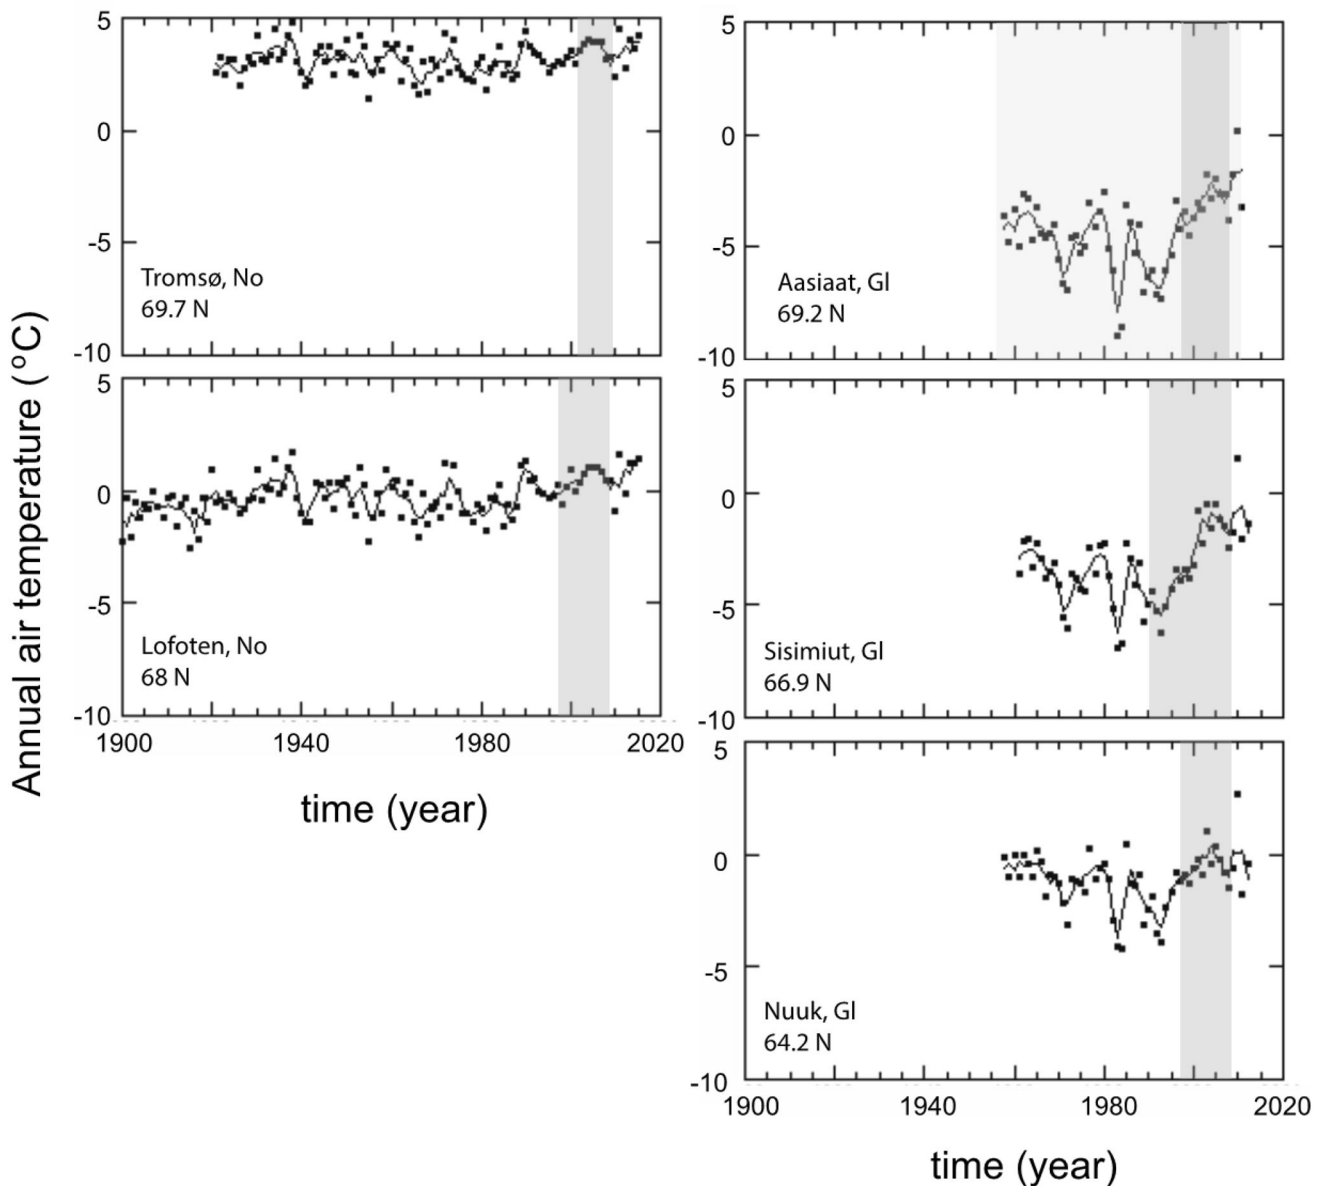 Annual air temperature (°C)
5
0
-5
-10
Tromsø, No
69.7 N
5
0
-5
-10
Lofoten, No
68 N
1900
1940
1980
2020
time (year)
5
0
-5
-10
Aasiaat, Gl
69.2 N
5
0
-5
-10
Sisimiut, Gl
66.9 N
5
0
-5
-10
Nuuk, Gl
64.2 N
1900
1940
1980
2020
time (year)